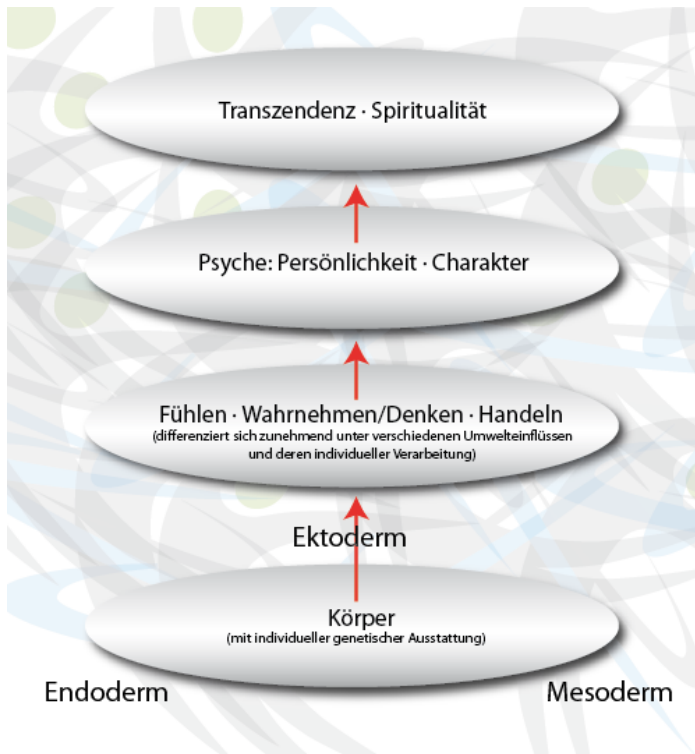 Transzendenz · Spiritualität
Psyche: Persönlichkeit · Charakter
Fühlen · Wahrnehmen/Denken · Handeln
(differenziert sich zunehmend unter verschiedenen Umwelteinflüssen
und deren individueller Verarbeitung)
Ektoderm
Körper
(mit individueller genetischer Ausstattung)
Endoderm
Mesoderm